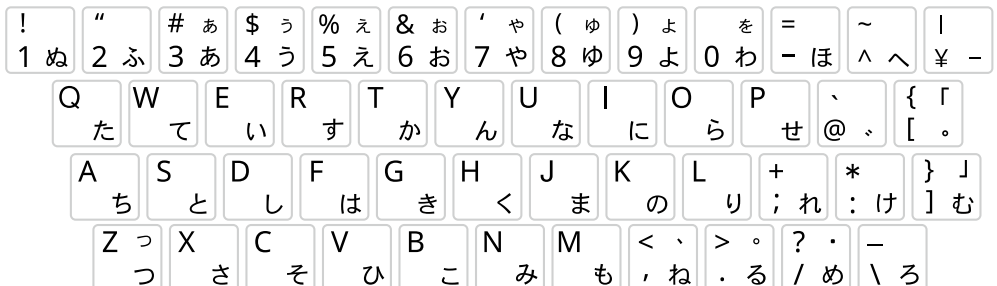 ! 1 ぬ “ 2 ふ # ぁ 3 あ $ ぅ 4 う % ぇ 5 え & ぉ 6 お ‘ ゃ 7 や ( ゅ 8 ゆ ) ょ 9 よ を 0 わ = − ほ ~ ^ へ | ¥ −
Q た W て E い R す T か Y ん U な I に O ら P せ ` @ ゛ { 「 [ 。
A ち S と D し F は G き H く J ま K の L り + ; れ * : け } 」 ] む
Z っ つ X さ C そ V ひ B こ N み M も < 、 , ね > 。 . る ? ・ / め _ \ ろ